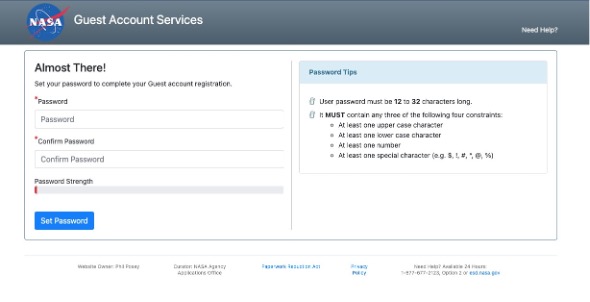 NASA
Guest Account Services
Need Help?
Almost There!
Set your password to complete your Guest account registration.
*Password
Password
*Confirm Password
Confirm Password
Password Strength
Set Password
Password Tips
User password must be 12 to 32 characters long.
It MUST contain any three of the following four constraints:
At least one upper case character
At least one lower case character
At least one number
At least one special character (e.g. $, !, #, *, @, %)
Website Owner: Phil
Curator: NASA Agency
Applications Office
Paperwork Reduction Act
Privacy
Policy
Need Help? Available 24 Hours!
1-877-677-2123, Option 2 or esd.nasa.gov